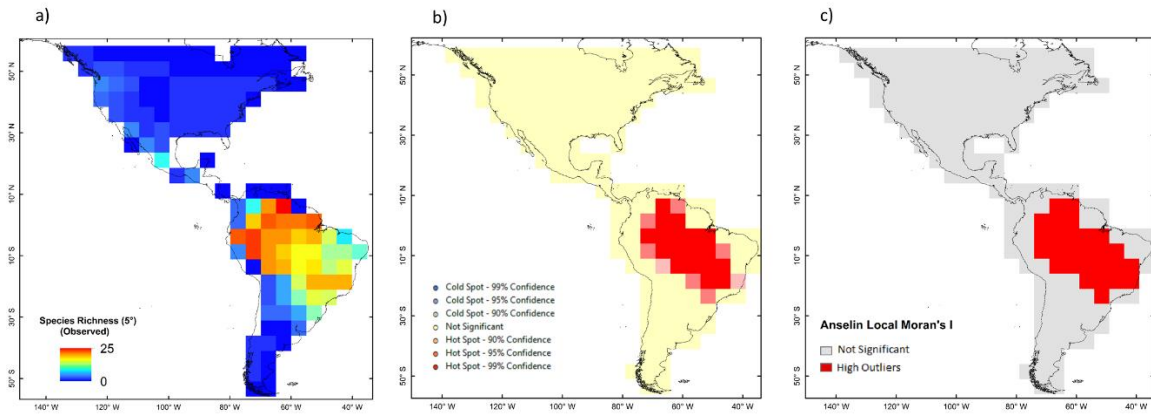 a) b) c)
50° N 50° N 50° N
30° N 30° N 30° N
10° N 10° N 10° N
10° S 10° S 10° S
30° S 30° S 30° S
50° S 50° S 50° S
Species Richness (5°)
(Observed)
25
0
Cold Spot - 99% Confidence
Cold Spot - 95% Confidence
Cold Spot - 90% Confidence
Not Significant
Hot Spot - 90% Confidence
Hot Spot - 95% Confidence
Hot Spot - 99% Confidence
Anselin Local Moran's I
Not Significant
High Outliers
140° W 120° W 100° W 80° W 60° W 40° W 140° W 120° W 100° W 80° W 60° W 40° W 140° W 120° W 100° W 80° W 60° W 40° W